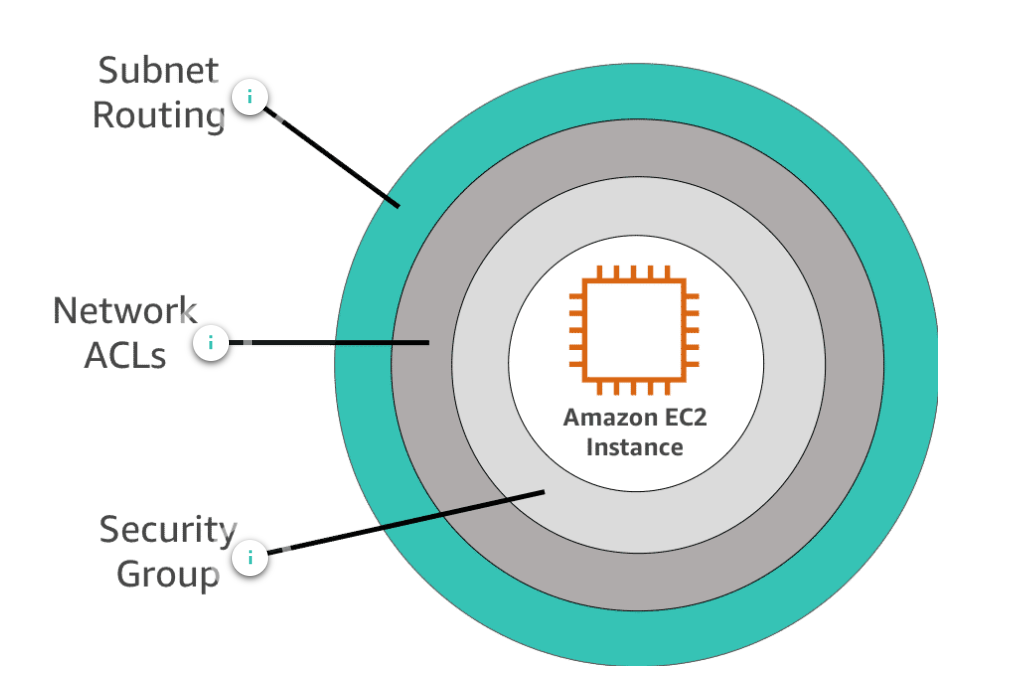 Subnet
Routing
i
Network
ACLs
i
Amazon EC2
Instance
Security
Group
i